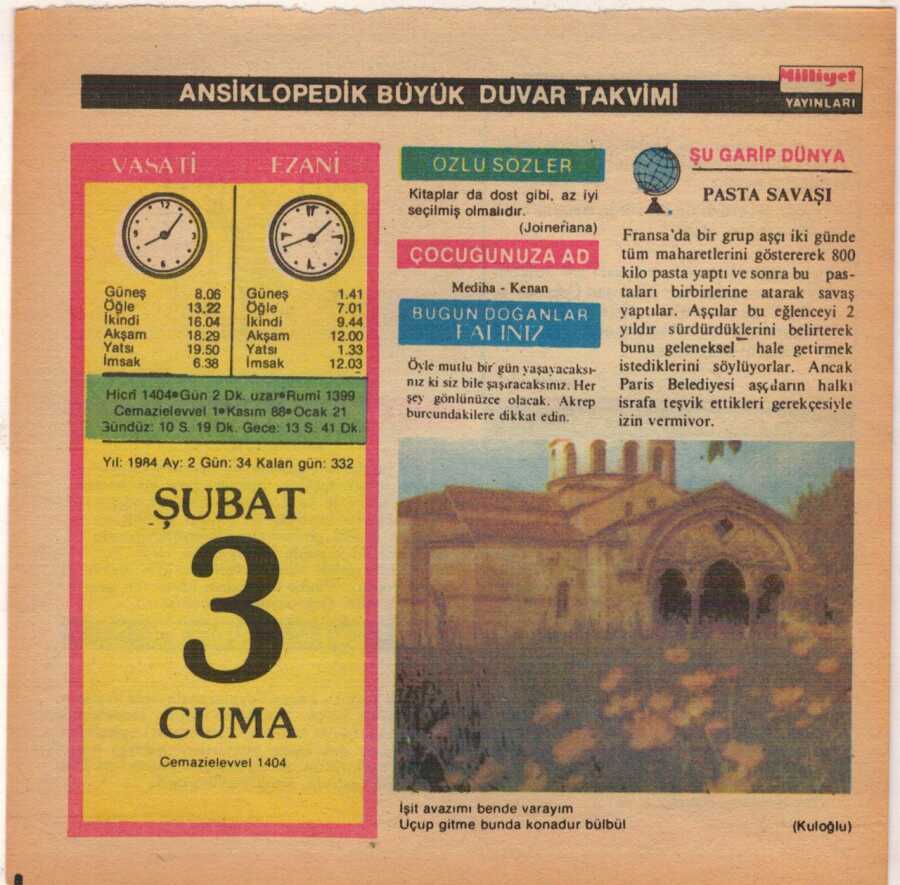 ANSİKLOPEDİK BÜYÜK DUVAR TAKVİMİ
Milliyet
YAYINLARI
VASATİ EZANİ
Güneş 8.06 Güneş 1.41
Öğle 13.22 Öğle 7.01
İkindi 16.04 İkindi 9.44
Akşam 18.29 Akşam 12.00
Yatsı 19.50 Yatsı 1.33
İmsak 6.38 İmsak 12.03
Hicrî 1404•Gün 2 Dk. uzar•Rumi 1399
Cemazielevvel 1•Kasım 88•Ocak 21
Gündüz: 10 S. 19 Dk. Gece: 13 S. 41 Dk.
Yıl: 1984 Ay: 2 Gün: 34 Kalan gün: 332
ŞUBAT
3
CUMA
Cemazielevvel 1404
ÖZLÜ SÖZLER
Kitaplar da dost gibi, az iyi
seçilmiş olmalıdır.
(Joineriana)
ÇOCUĞUNUZA AD
Mediha - Kenan
BUGÜN DOĞANLAR
FALINIZ
Öyle mutlu bir gün yaşayacaksı-
nız ki siz bile şaşıracaksınız. Her
şey gönlünüzce olacak. Akrep
burcundakilere dikkat edin.
ŞU GARİP DÜNYA
PASTA SAVAŞI
Fransa'da bir grup aşçı iki günde
tüm maharetlerini göstererek 800
kilo pasta yaptı ve sonra bu pas-
taları birbirlerine atarak savaş
yaptılar. Aşçılar bu eğlenceyi 2
yıldır sürdürdüklerini belirterek
bunu geleneksel hale getirmek
istediklerini söylüyorlar. Ancak
Paris Belediyesi aşçıların halkı
israfa teşvik ettikleri gerekçesiyle
izin vermiyor.
İşit avazımı bende varayım
Uçup gitme bunda konadur bülbül
(Kuloğlu)